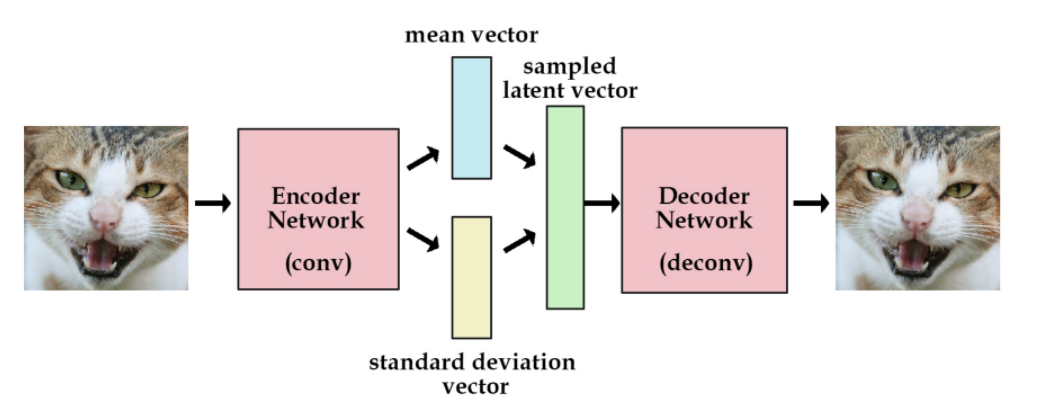 mean vector
sampled
latent vector
Encoder
Network
(conv)
Decoder
Network
(deconv)
standard deviation
vector